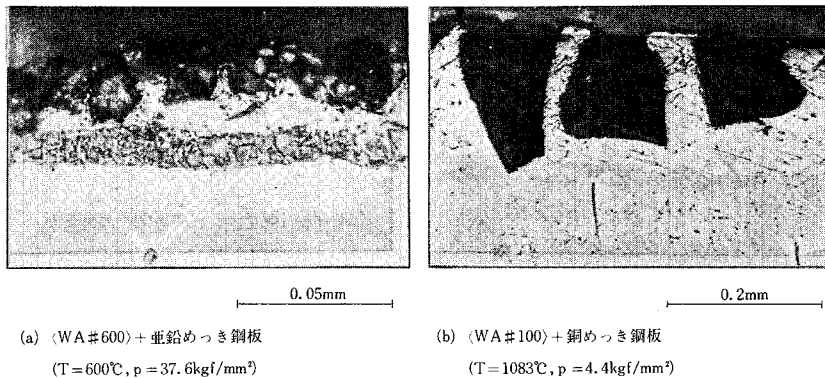 0.05mm
0.2mm
(a) 〈WA#600〉+亜鉛めっき鋼板
(T=600℃, p=37.6kgf/mm²)
(b) 〈WA#100〉+銅めっき鋼板
(T=1083℃, p=4.4kgf/mm²)